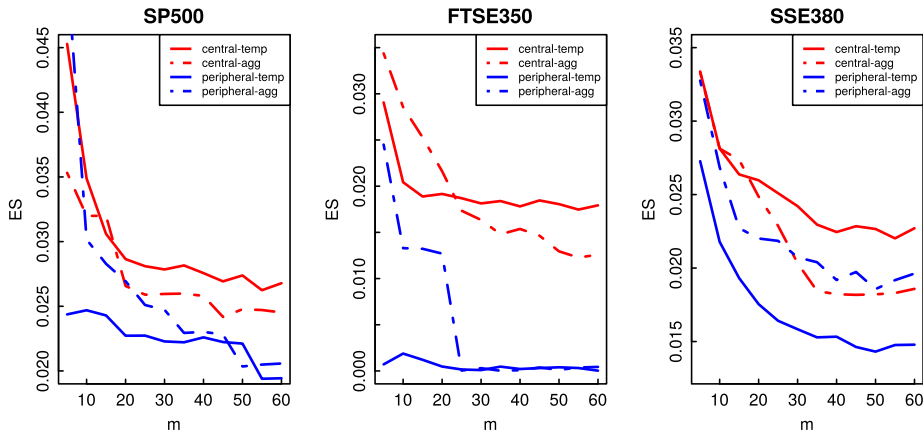 SP500
FTSE350
SSE380
central-temp
central-agg
peripheral-temp
peripheral-agg
central-temp
central-agg
peripheral-temp
peripheral-agg
central-temp
central-agg
peripheral-temp
peripheral-agg
ES
0.020
0.025
0.030
0.035
0.040
0.045
10 20 30 40 50 60
m
ES
0.000
0.010
0.020
0.030
10 20 30 40 50 60
m
ES
0.015
0.020
0.025
0.030
0.035
10 20 30 40 50 60
m